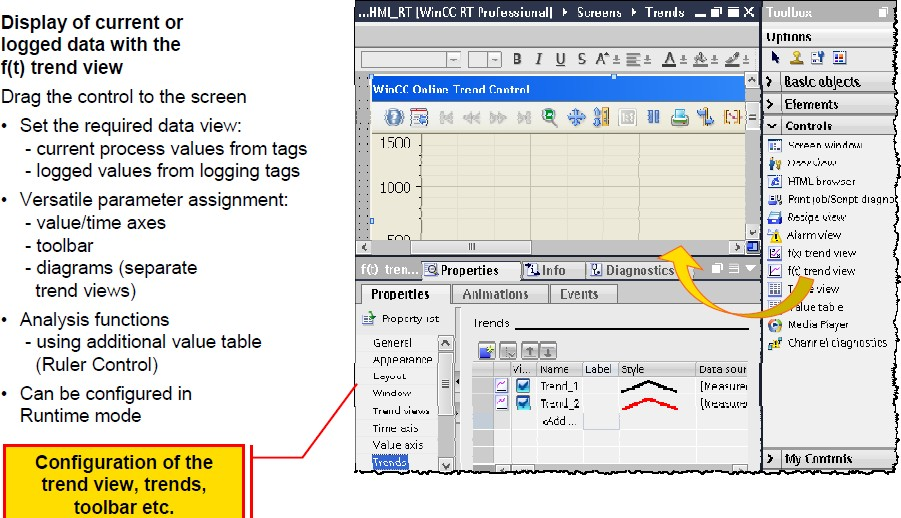 Display of current or
logged data with the
f(t) trend view
Drag the control to the screen
• Set the required data view:
- current process values from tags
- logged values from logging tags
• Versatile parameter assignment:
- value/time axes
- toolbar
- diagrams (separate
trend views)
• Analysis functions
- using additional value table
(Ruler Control)
• Can be configured in
Runtime mode
Configuration of the
trend view, trends,
toolbar etc.
...HMI_RT [WinCC RT Professional] ▸ Screens ▸ Trends
B I U S A
WinCC Online Trend Control
1500
1000
500
f(t) tren... Properties Info Diagnostics
Properties Animations Events
Property list
General
Appearance
Layout
Window
Trend views
Time axis
Value axis
Trends
Trends
Vi... Name Label Style Data sour
Trend_1 [Measure
Trend_2 [Measure
<Add ...
Toolbox
Options
Basic objects
Elements
Controls
Screen window
HTML browser
Print job/Script diagno
Recipe view
Alarm view
f(x) trend view
f(t) trend view
view
Value table
Media Player
Channel diagnostics
My Controls